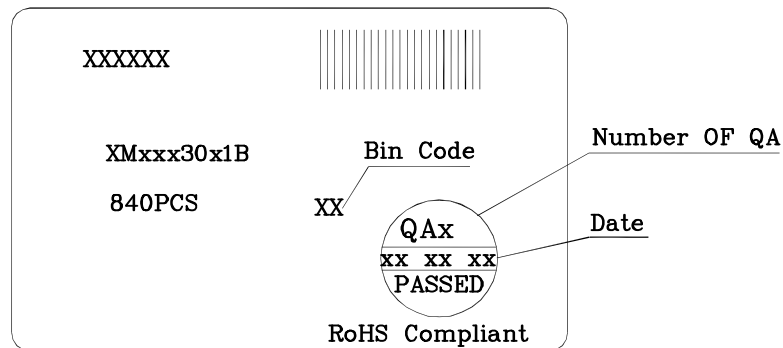 XXXXXX
XMxxx30x1B
840PCS
Bin Code
XX
Number OF QA
Date
QAx
xx xx xx
PASSED
RoHS Compliant